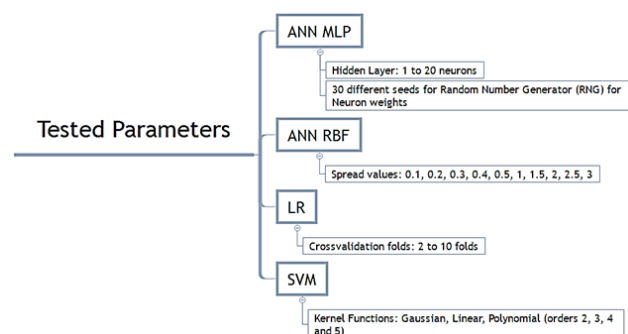 Tested Parameters
ANN MLP
Hidden Layer: 1 to 20 neurons
30 different seeds for Random Number Generator (RNG) for
Neuron weights
ANN RBF
Spread values: 0.1, 0.2, 0.3, 0.4, 0.5, 1, 1.5, 2, 2.5, 3
LR
Crossvalidation folds: 2 to 10 folds
SVM
Kernel Functions: Gaussian, Linear, Polynomial (orders 2, 3, 4
and 5)